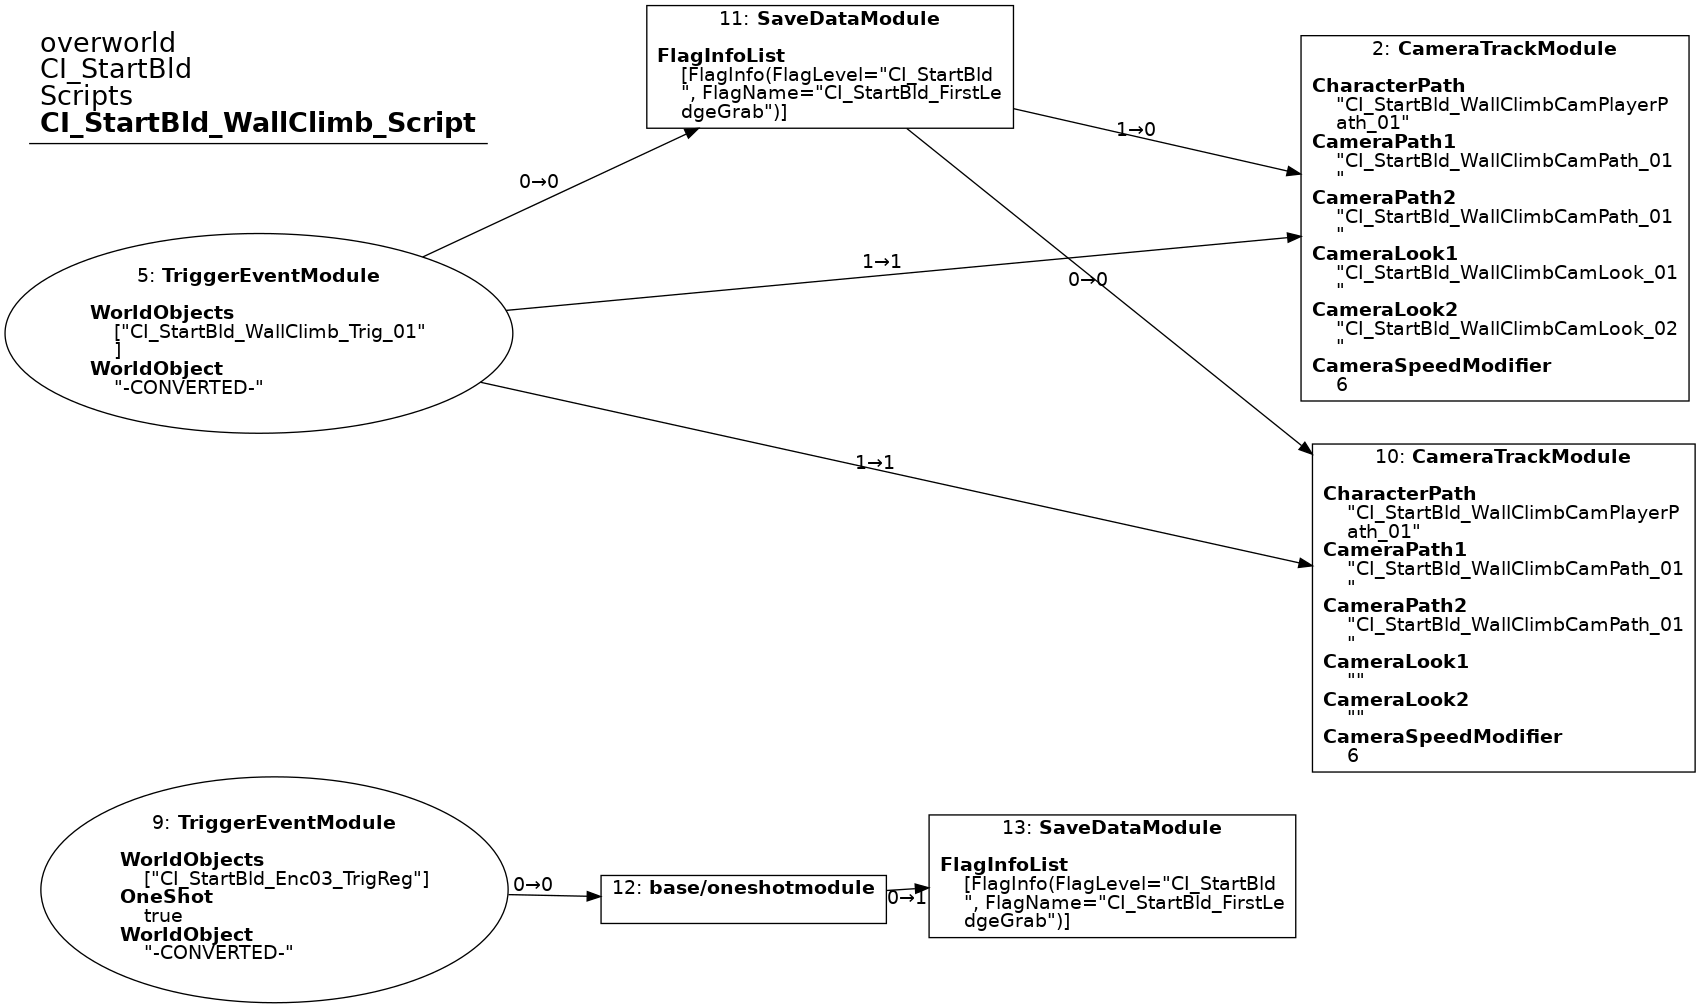 overworld
CI_StartBld
Scripts
CI_StartBld_WallClimb_Script
11: SaveDataModule
FlagInfoList
[FlagInfo(FlagLevel="CI_StartBld
", FlagName="CI_StartBld_FirstLe
dgeGrab")]
2: CameraTrackModule
CharacterPath
"CI_StartBld_WallClimbCamPlayerP
ath_01"
CameraPath1
"CI_StartBld_WallClimbCamPath_01
"
CameraPath2
"CI_StartBld_WallClimbCamPath_01
"
CameraLook1
"CI_StartBld_WallClimbCamLook_01
"
CameraLook2
"CI_StartBld_WallClimbCamLook_02
"
CameraSpeedModifier
6
1→0
0→0
1→1
0→0
5: TriggerEventModule
WorldObjects
["CI_StartBld_WallClimb_Trig_01"
]
WorldObject
"-CONVERTED-"
1→1
10: CameraTrackModule
CharacterPath
"CI_StartBld_WallClimbCamPlayerP
ath_01"
CameraPath1
"CI_StartBld_WallClimbCamPath_01
"
CameraPath2
"CI_StartBld_WallClimbCamPath_01
"
CameraLook1
""
CameraLook2
""
CameraSpeedModifier
6
9: TriggerEventModule
WorldObjects
["CI_StartBld_Enc03_TrigReg"]
OneShot
true
WorldObject
"-CONVERTED-"
0→0
12: base/oneshotmodule
0→1
13: SaveDataModule
FlagInfoList
[FlagInfo(FlagLevel="CI_StartBld
", FlagName="CI_StartBld_FirstLe
dgeGrab")]